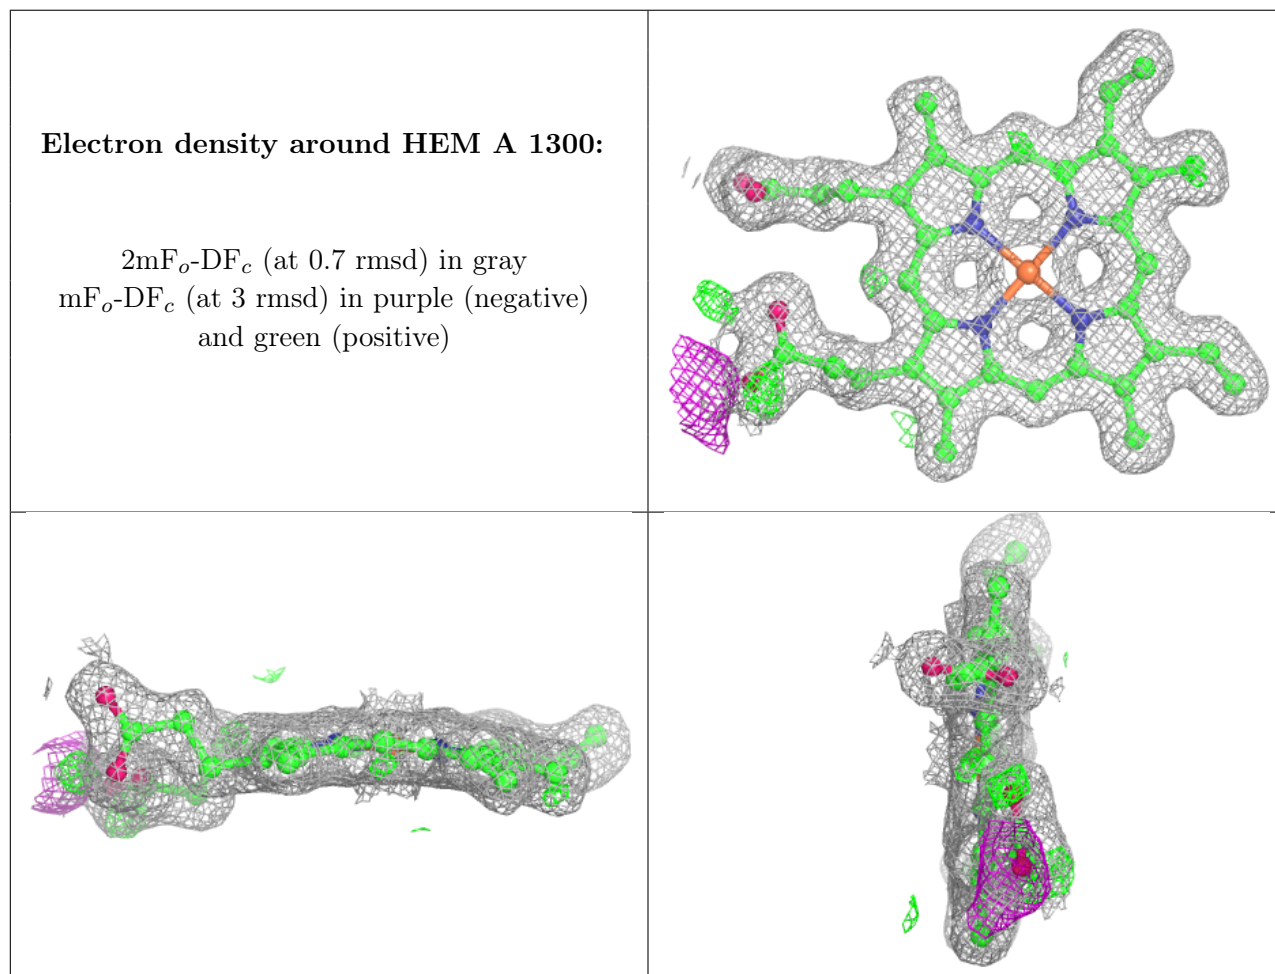 Electron density around HEM A 1300:
2mFₒ-DF𝒸 (at 0.7 rmsd) in gray
mFₒ-DF𝒸 (at 3 rmsd) in purple (negative)
and green (positive)